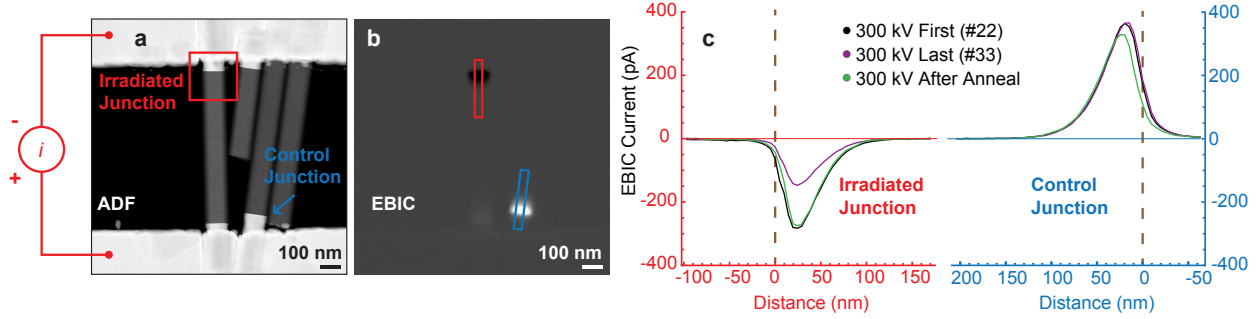 a
Irradiated
Junction
-
i
+
Control
Junction
ADF
100 nm
b
EBIC
100 nm
c
300 kV First (#22)
300 kV Last (#33)
300 kV After Anneal
EBIC Current (pA)
400
200
0
-200
-400
Irradiated
Junction
-100 -50 0 50 100 150
Distance (nm)
Control
Junction
200 150 100 50 0 -50
Distance (nm)
400
200
0
-200
-400